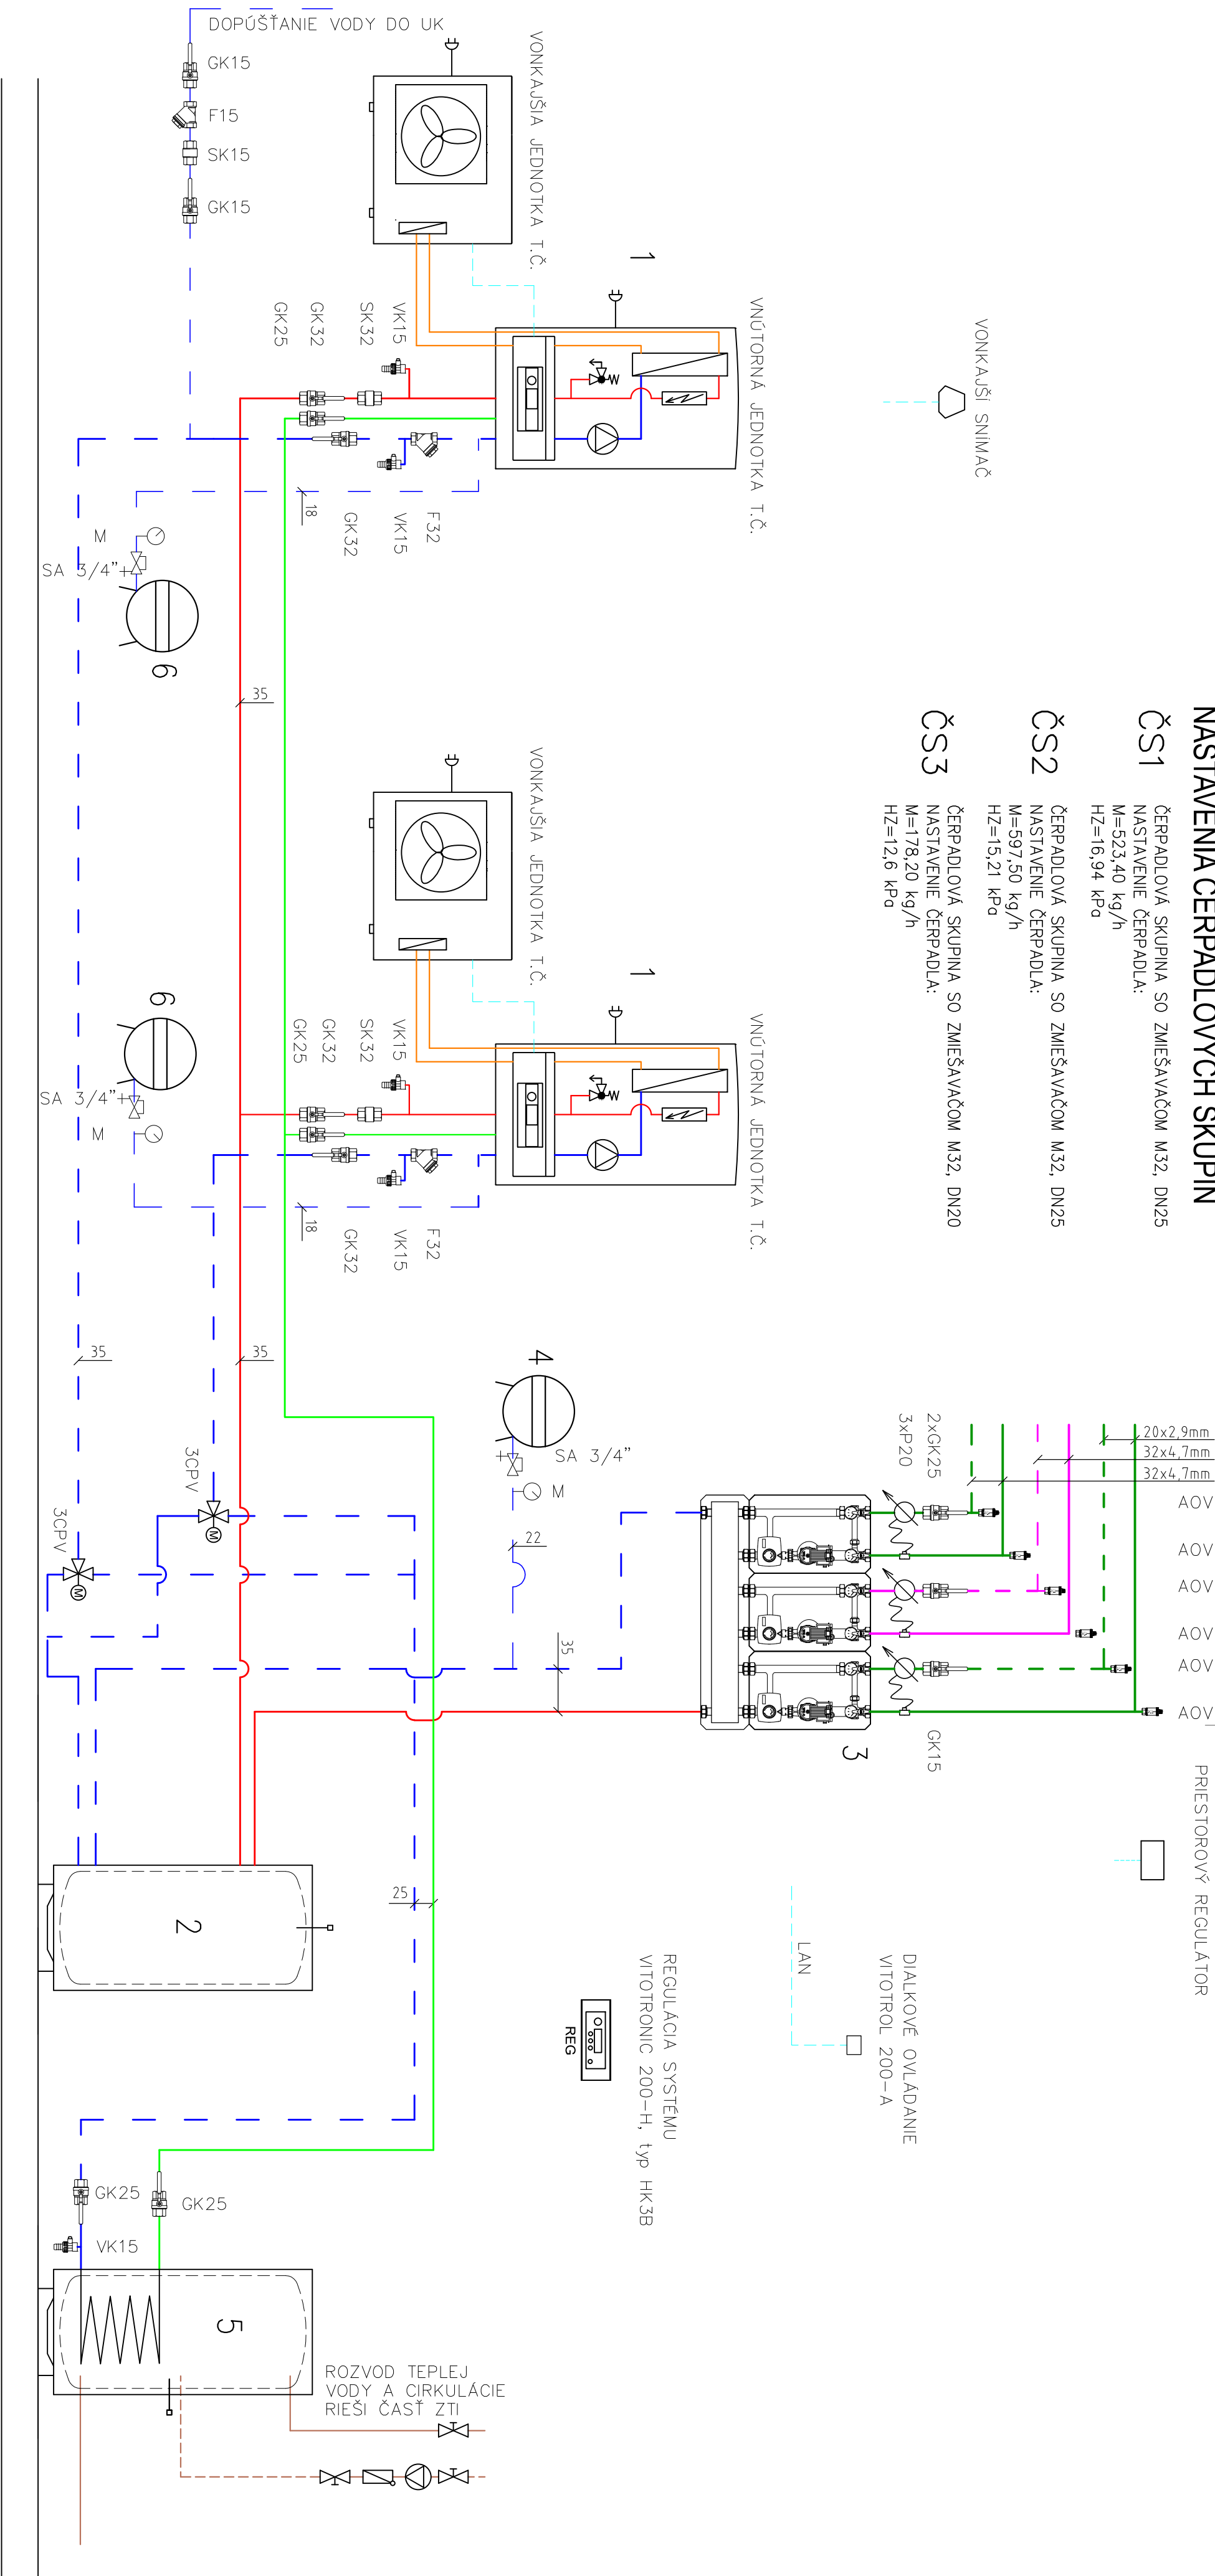 DOPÚŠŤANIE VODY DO UK
GK15
F15
SK15
GK15
VONKAJŠIA JEDNOTKA T.Č.
1
VNÚTORNÁ JEDNOTKA T.Č.
VONKAJŠÍ SNÍMAČ
GK25
GK32
SK32
VK15
18
GK32
VK15
F32
M
SA 3/4"
6
35
NASTAVENIA ČERPADLOVÝCH SKUPÍN
ČS1
ČERPADLOVÁ SKUPINA SO ZMIEŠAVAČOM M32, DN25
NASTAVENIE ČERPADLA:
M=523,40 kg/h
HZ=16,94 kPa
ČS2
ČERPADLOVÁ SKUPINA SO ZMIEŠAVAČOM M32, DN25
NASTAVENIE ČERPADLA:
M=597,50 kg/h
HZ=15,21 kPa
ČS3
ČERPADLOVÁ SKUPINA SO ZMIEŠAVAČOM M32, DN20
NASTAVENIE ČERPADLA:
M=178,20 kg/h
HZ=12,6 kPa
VONKAJŠIA JEDNOTKA T.Č.
1
VNÚTORNÁ JEDNOTKA T.Č.
6
SA 3/4"
M
GK25
GK32
SK32
VK15
18
GK32
VK15
F32
35
35
4
SA 3/4"
M
22
3CPV
M
3CPV
M
35
2xGK25
3xP20
20x2,9mm
32x4,7mm
32x4,7mm
AOV
AOV
AOV
AOV
AOV
AOV
GK15
3
PRIESTOROVÝ REGULÁTOR
2
25
LAN
DIALKOVÉ OVLÁDANIE
VITOTROL 200-A
REGULÁCIA SYSTÉMU
VITOTRONIC 200-H, typ HK3B
REG
GK25
GK25
VK15
5
ROZVOD TEPLEJ
VODY A CIRKULÁCIE
RIEŠI ČASŤ ZTI